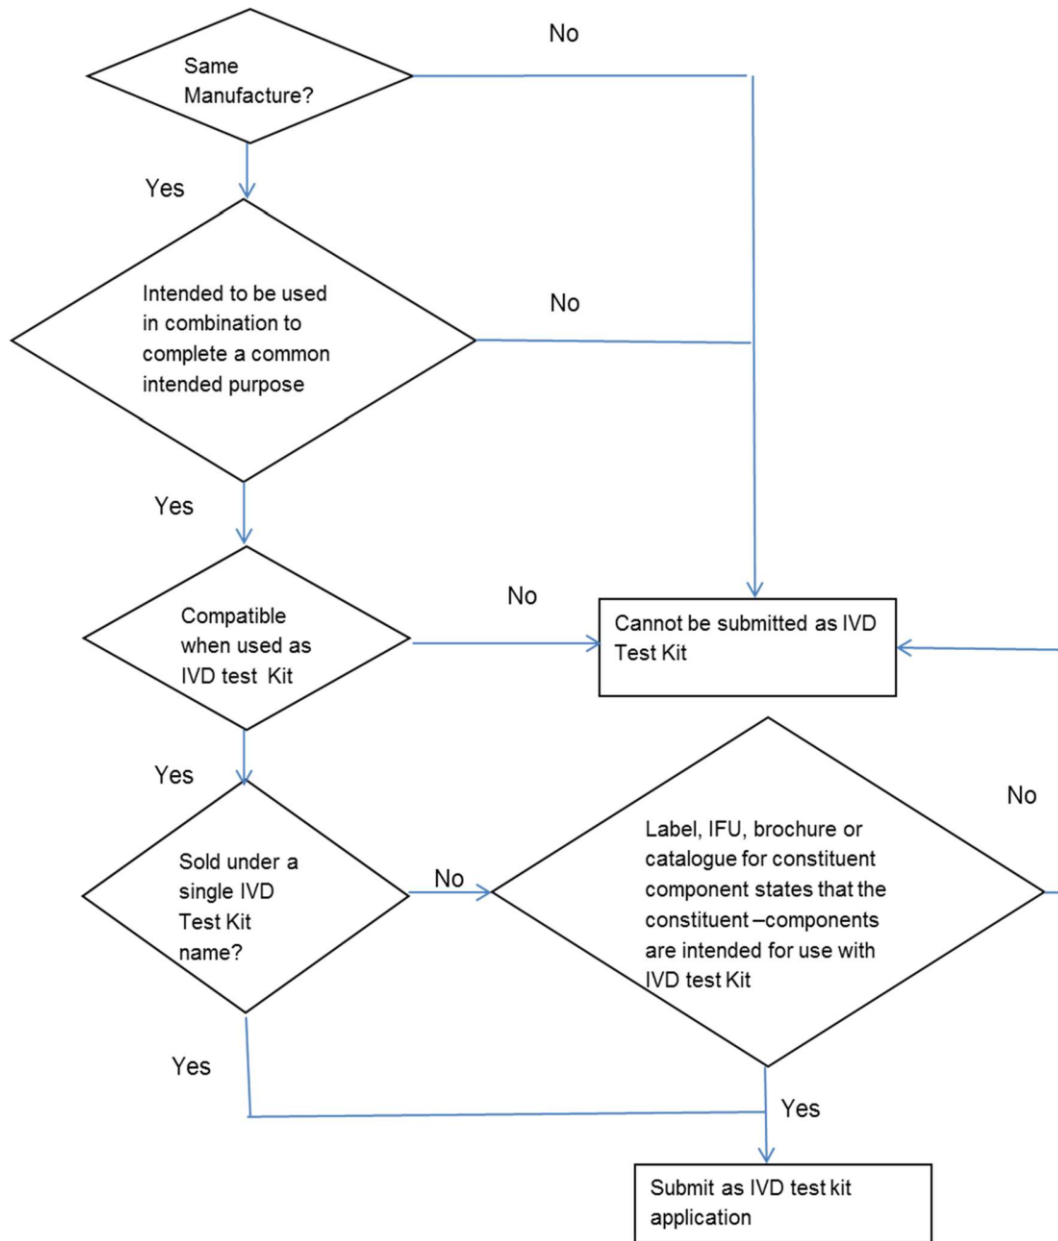 No
Same
Manufacture?
Yes
Intended to be used
in combination to
complete a common
intended purpose
No
Yes
Compatible
when used as
IVD test Kit
No
Cannot be submitted as IVD
Test Kit
Yes
Sold under a
single IVD
Test Kit
name?
No
Label, IFU, brochure or
catalogue for constituent
component states that the
constituent –components
are intended for use with
IVD test Kit
No
Yes
Yes
Submit as IVD test kit
application